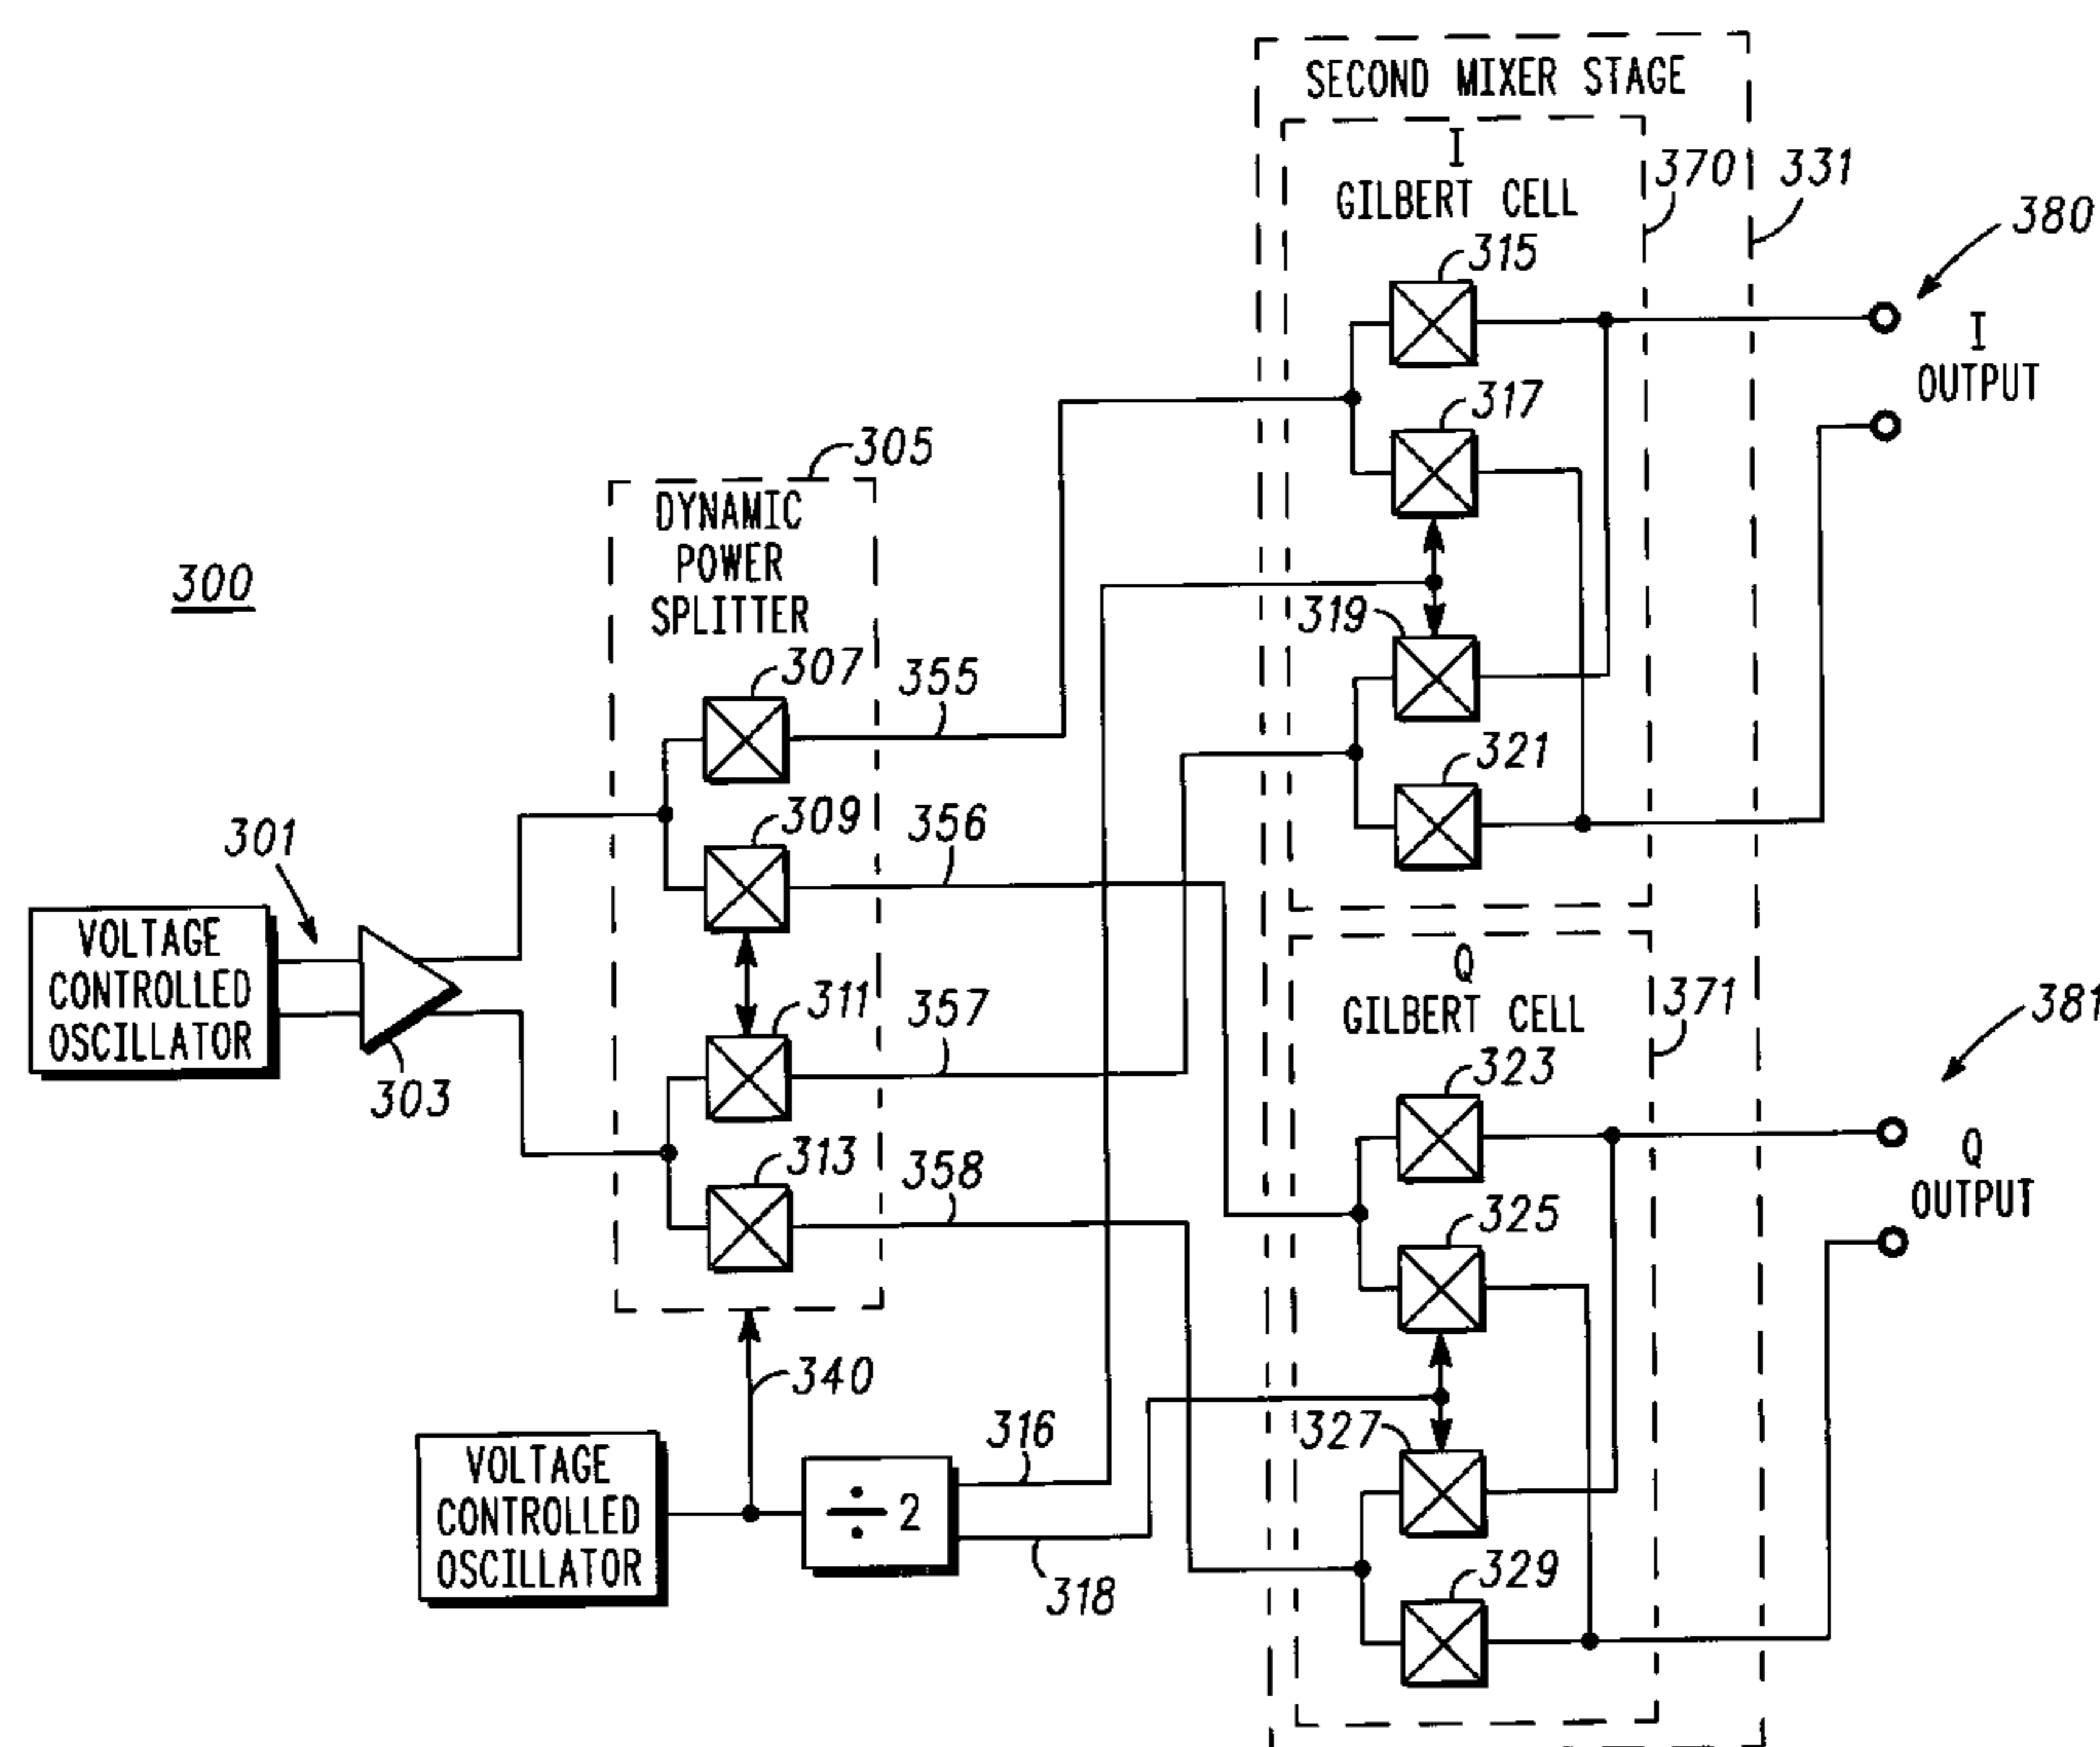 SECOND MIXER STAGE
I
GILBERT CELL
370
331
380
315
I
OUTPUT
317
305
DYNAMIC
POWER
SPLITTER
300
319
307
355
321
301
309
356
VOLTAGE
CONTROLLED
OSCILLATOR
303
311
357
Q
GILBERT CELL
371
381
323
313
358
Q
OUTPUT
325
340
VOLTAGE
CONTROLLED
OSCILLATOR
÷ 2
316
318
327
329